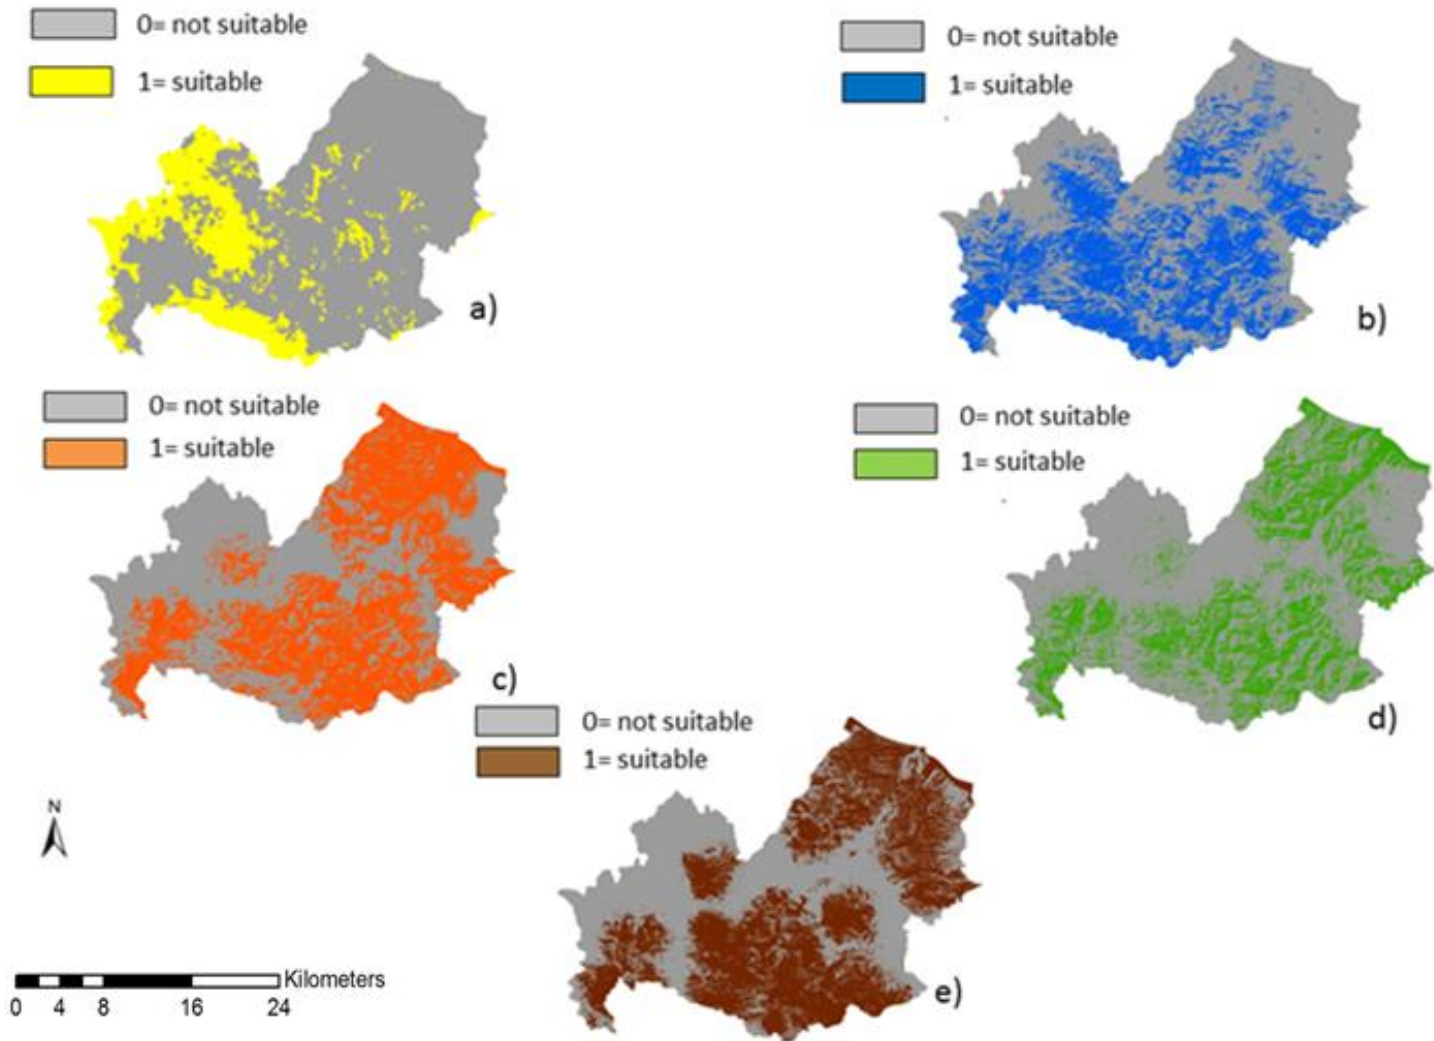 0= not suitable
1= suitable
a)
0= not suitable
1= suitable
b)
0= not suitable
1= suitable
c)
0= not suitable
1= suitable
d)
0= not suitable
1= suitable
e)
N
Kilometers
0 4 8 16 24